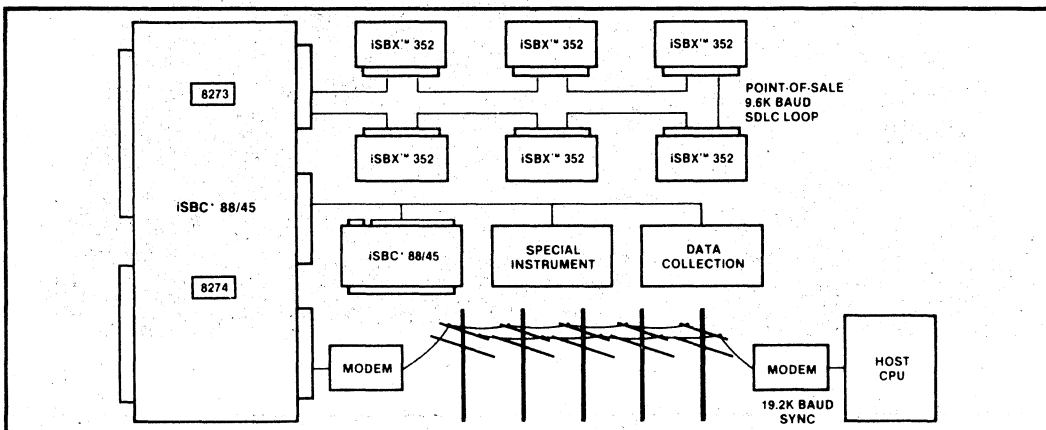 iSBX™ 352 iSBX™ 352 iSBX™ 352
8273
POINT-OF-SALE
9.6K BAUD
SDLC LOOP
iSBX™ 352 iSBX™ 352 iSBX™ 352
iSBC* 88/45
iSBC* 88/45
SPECIAL
INSTRUMENT
DATA
COLLECTION
8274
MODEM
MODEM
19.2K BAUD
SYNC
HOST
CPU